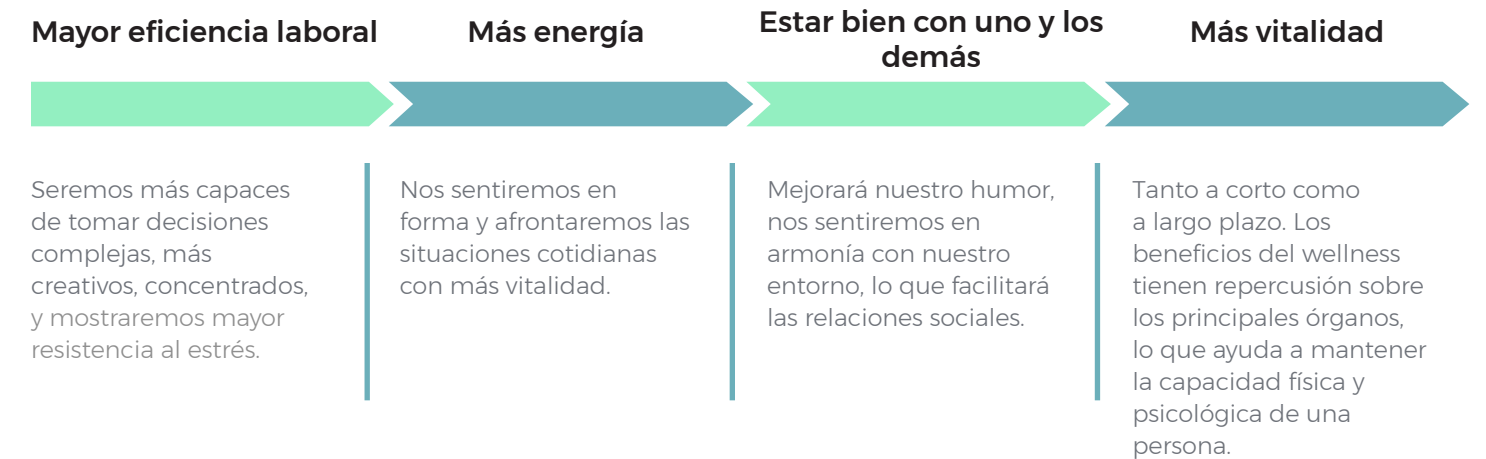 Mayor eficiencia laboral
Seremos más capaces
de tomar decisiones
complejas, más
creativos, concentrados,
y mostraremos mayor
resistencia al estrés.
Más energía
Nos sentiremos en
forma y afrontaremos las
situaciones cotidianas
con más vitalidad.
Estar bien con uno y los
demás
Mejorará nuestro humor,
nos sentiremos en
armonía con nuestro
entorno, lo que facilitará
las relaciones sociales.
Más vitalidad
Tanto a corto como
a largo plazo. Los
beneficios del wellness
tienen repercusión sobre
los principales órganos,
lo que ayuda a mantener
la capacidad física y
psicológica de una
persona.